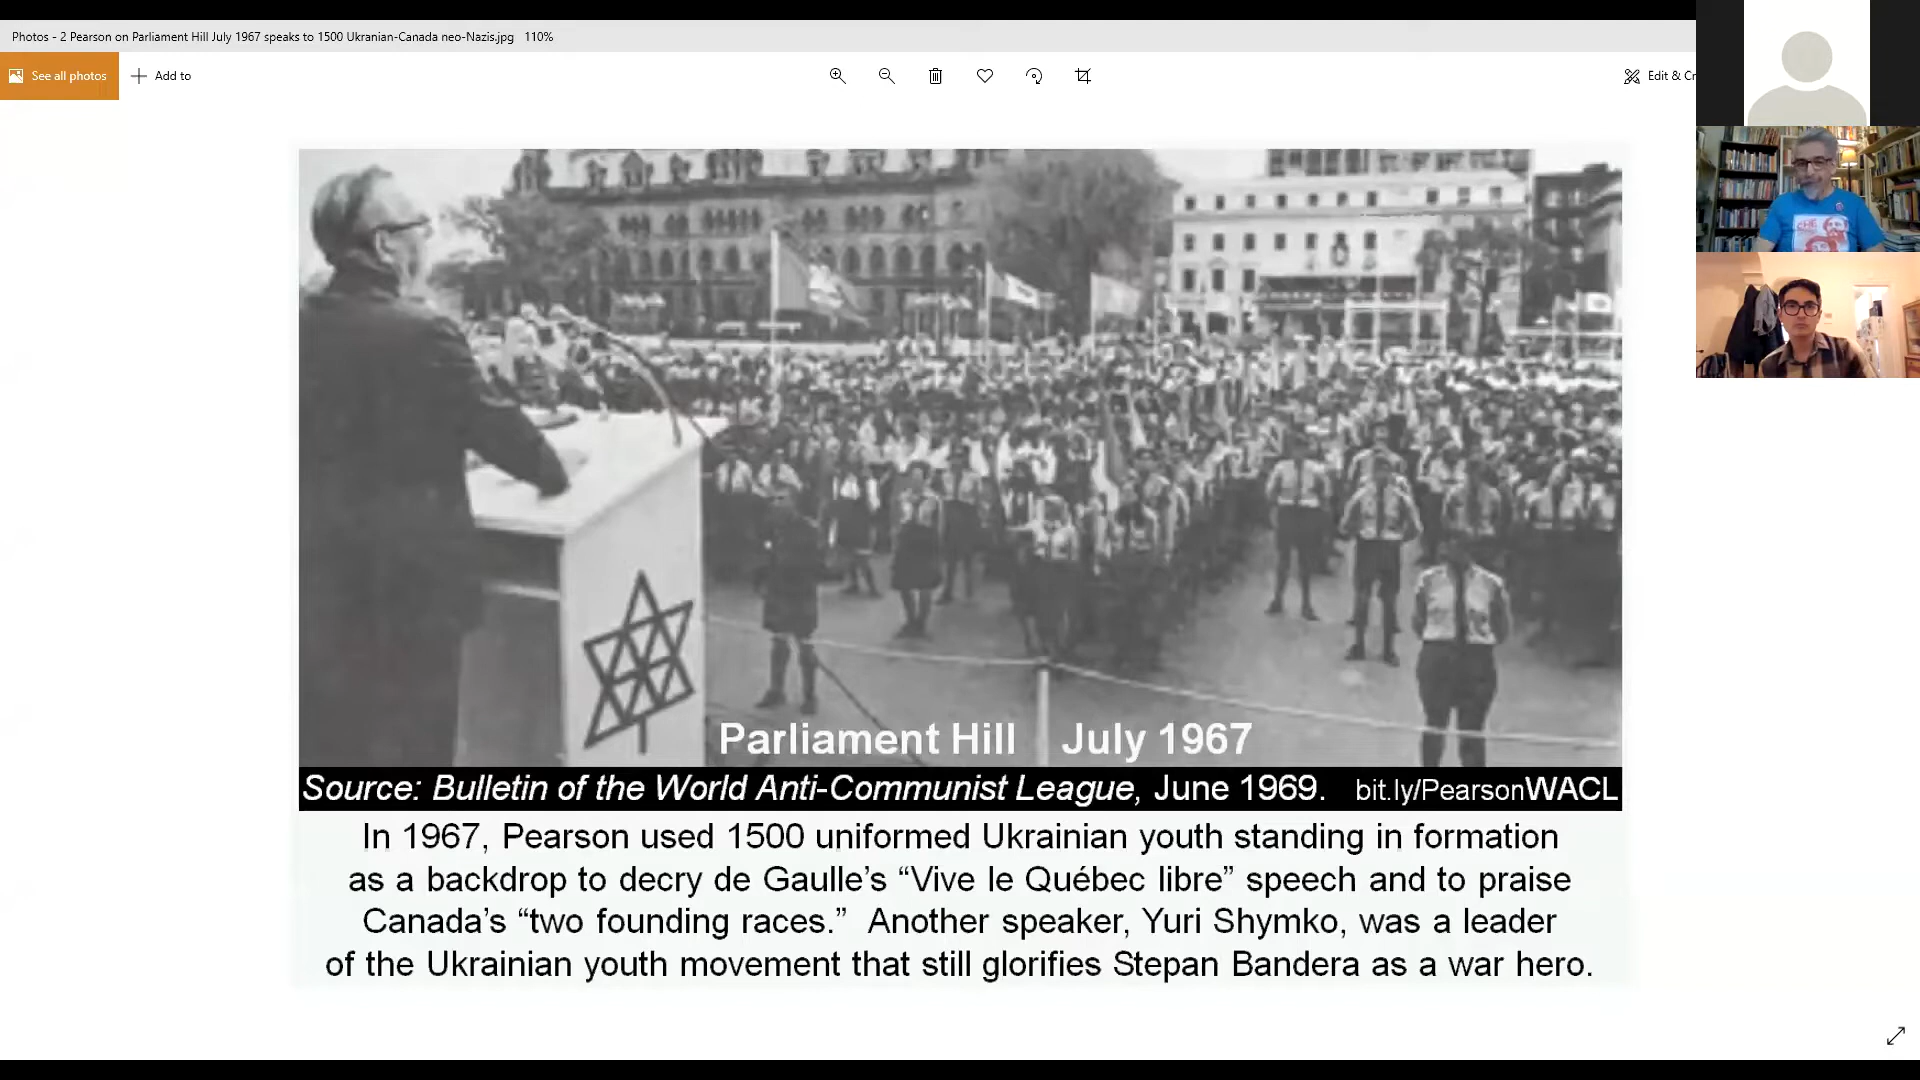 Photos - 2 Pearson on Parliament Hill July 1967 speaks to 1500 Ukranian-Canada neo-Nazis.jpg 110%
See all photos
Add to
Edit & Cr
Parliament Hill July 1967
Source: Bulletin of the World Anti-Communist League, June 1969. bit.ly/PearsonWACL
In 1967, Pearson used 1500 uniformed Ukrainian youth standing in formation
as a backdrop to decry de Gaulle’s “Vive le Québec libre” speech and to praise
Canada’s “two founding races.” Another speaker, Yuri Shymko, was a leader
of the Ukrainian youth movement that still glorifies Stepan Bandera as a war hero.
CHE